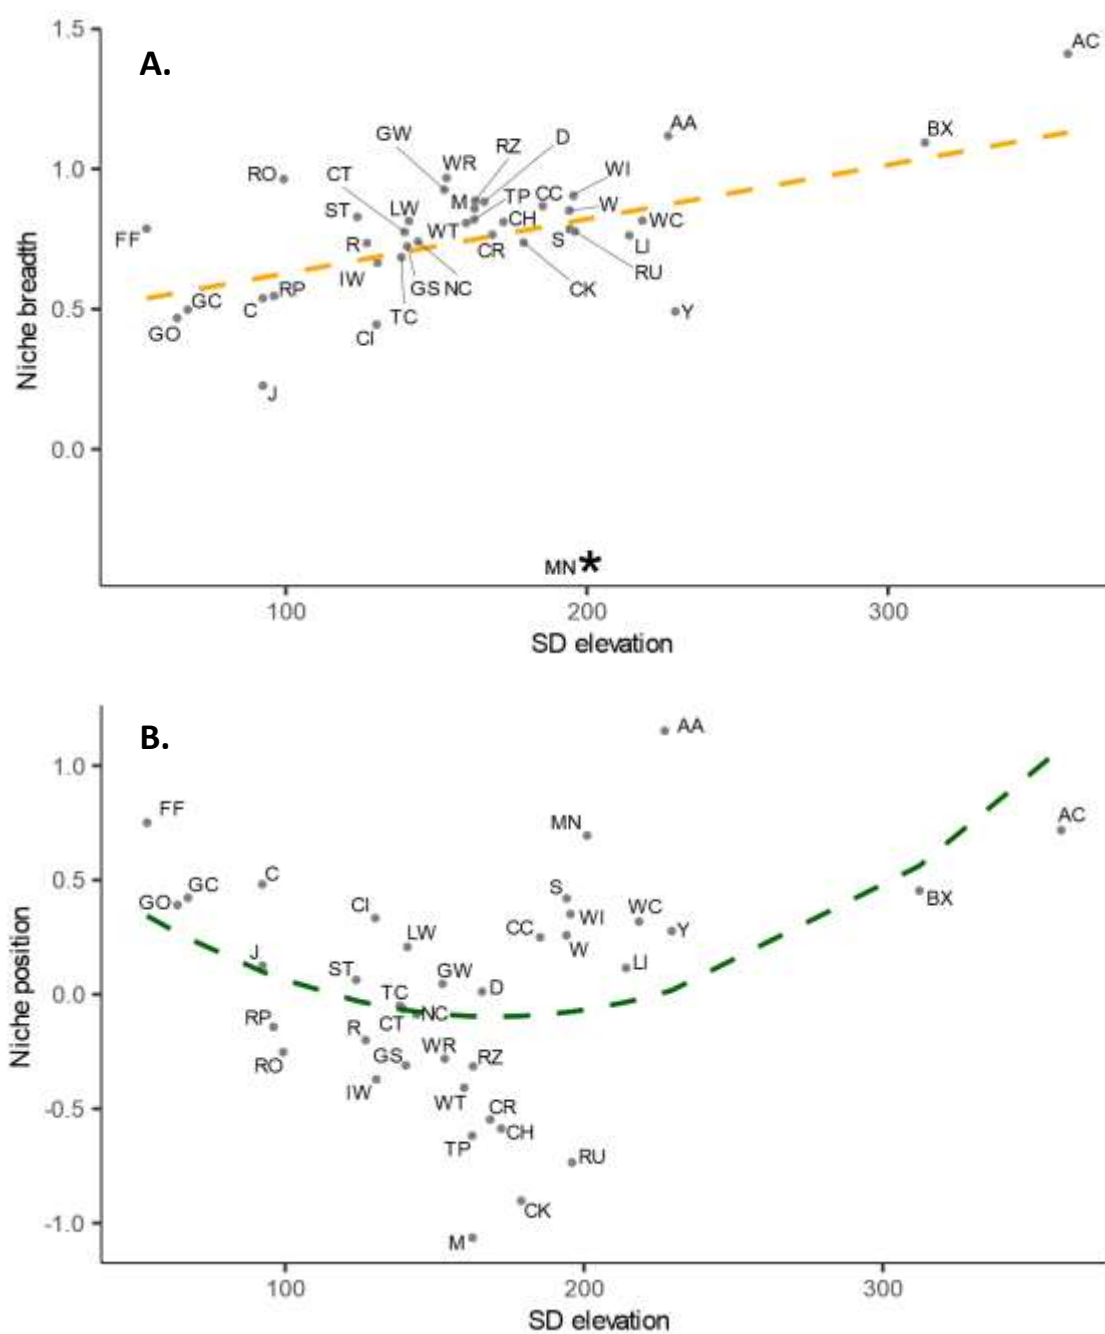 A.
1.5
1.0
0.5
0.0
Niche breadth
AC
AA
BX
GW
WR
RZ
D
RO
CT
ST
LW
M
TP
CC
WI
W
WC
FF
R
WT
CH
CR
S
LI
RU
IW
GS
NC
CK
GC
RP
C
GO
TC
CI
Y
J
MN*
100
200
300
SD elevation
B.
1.0
0.5
0.0
-0.5
-1.0
Niche position
AA
FF
MN
AC
C
GC
GO
S
BX
CI
WI
WC
Y
LW
CC
W
J
ST
GW
D
LI
TC
CT
NC
RP
R
RO
GS
WR
RZ
IW
WT
CR
CH
TP
RU
CK
M
100
200
300
SD elevation